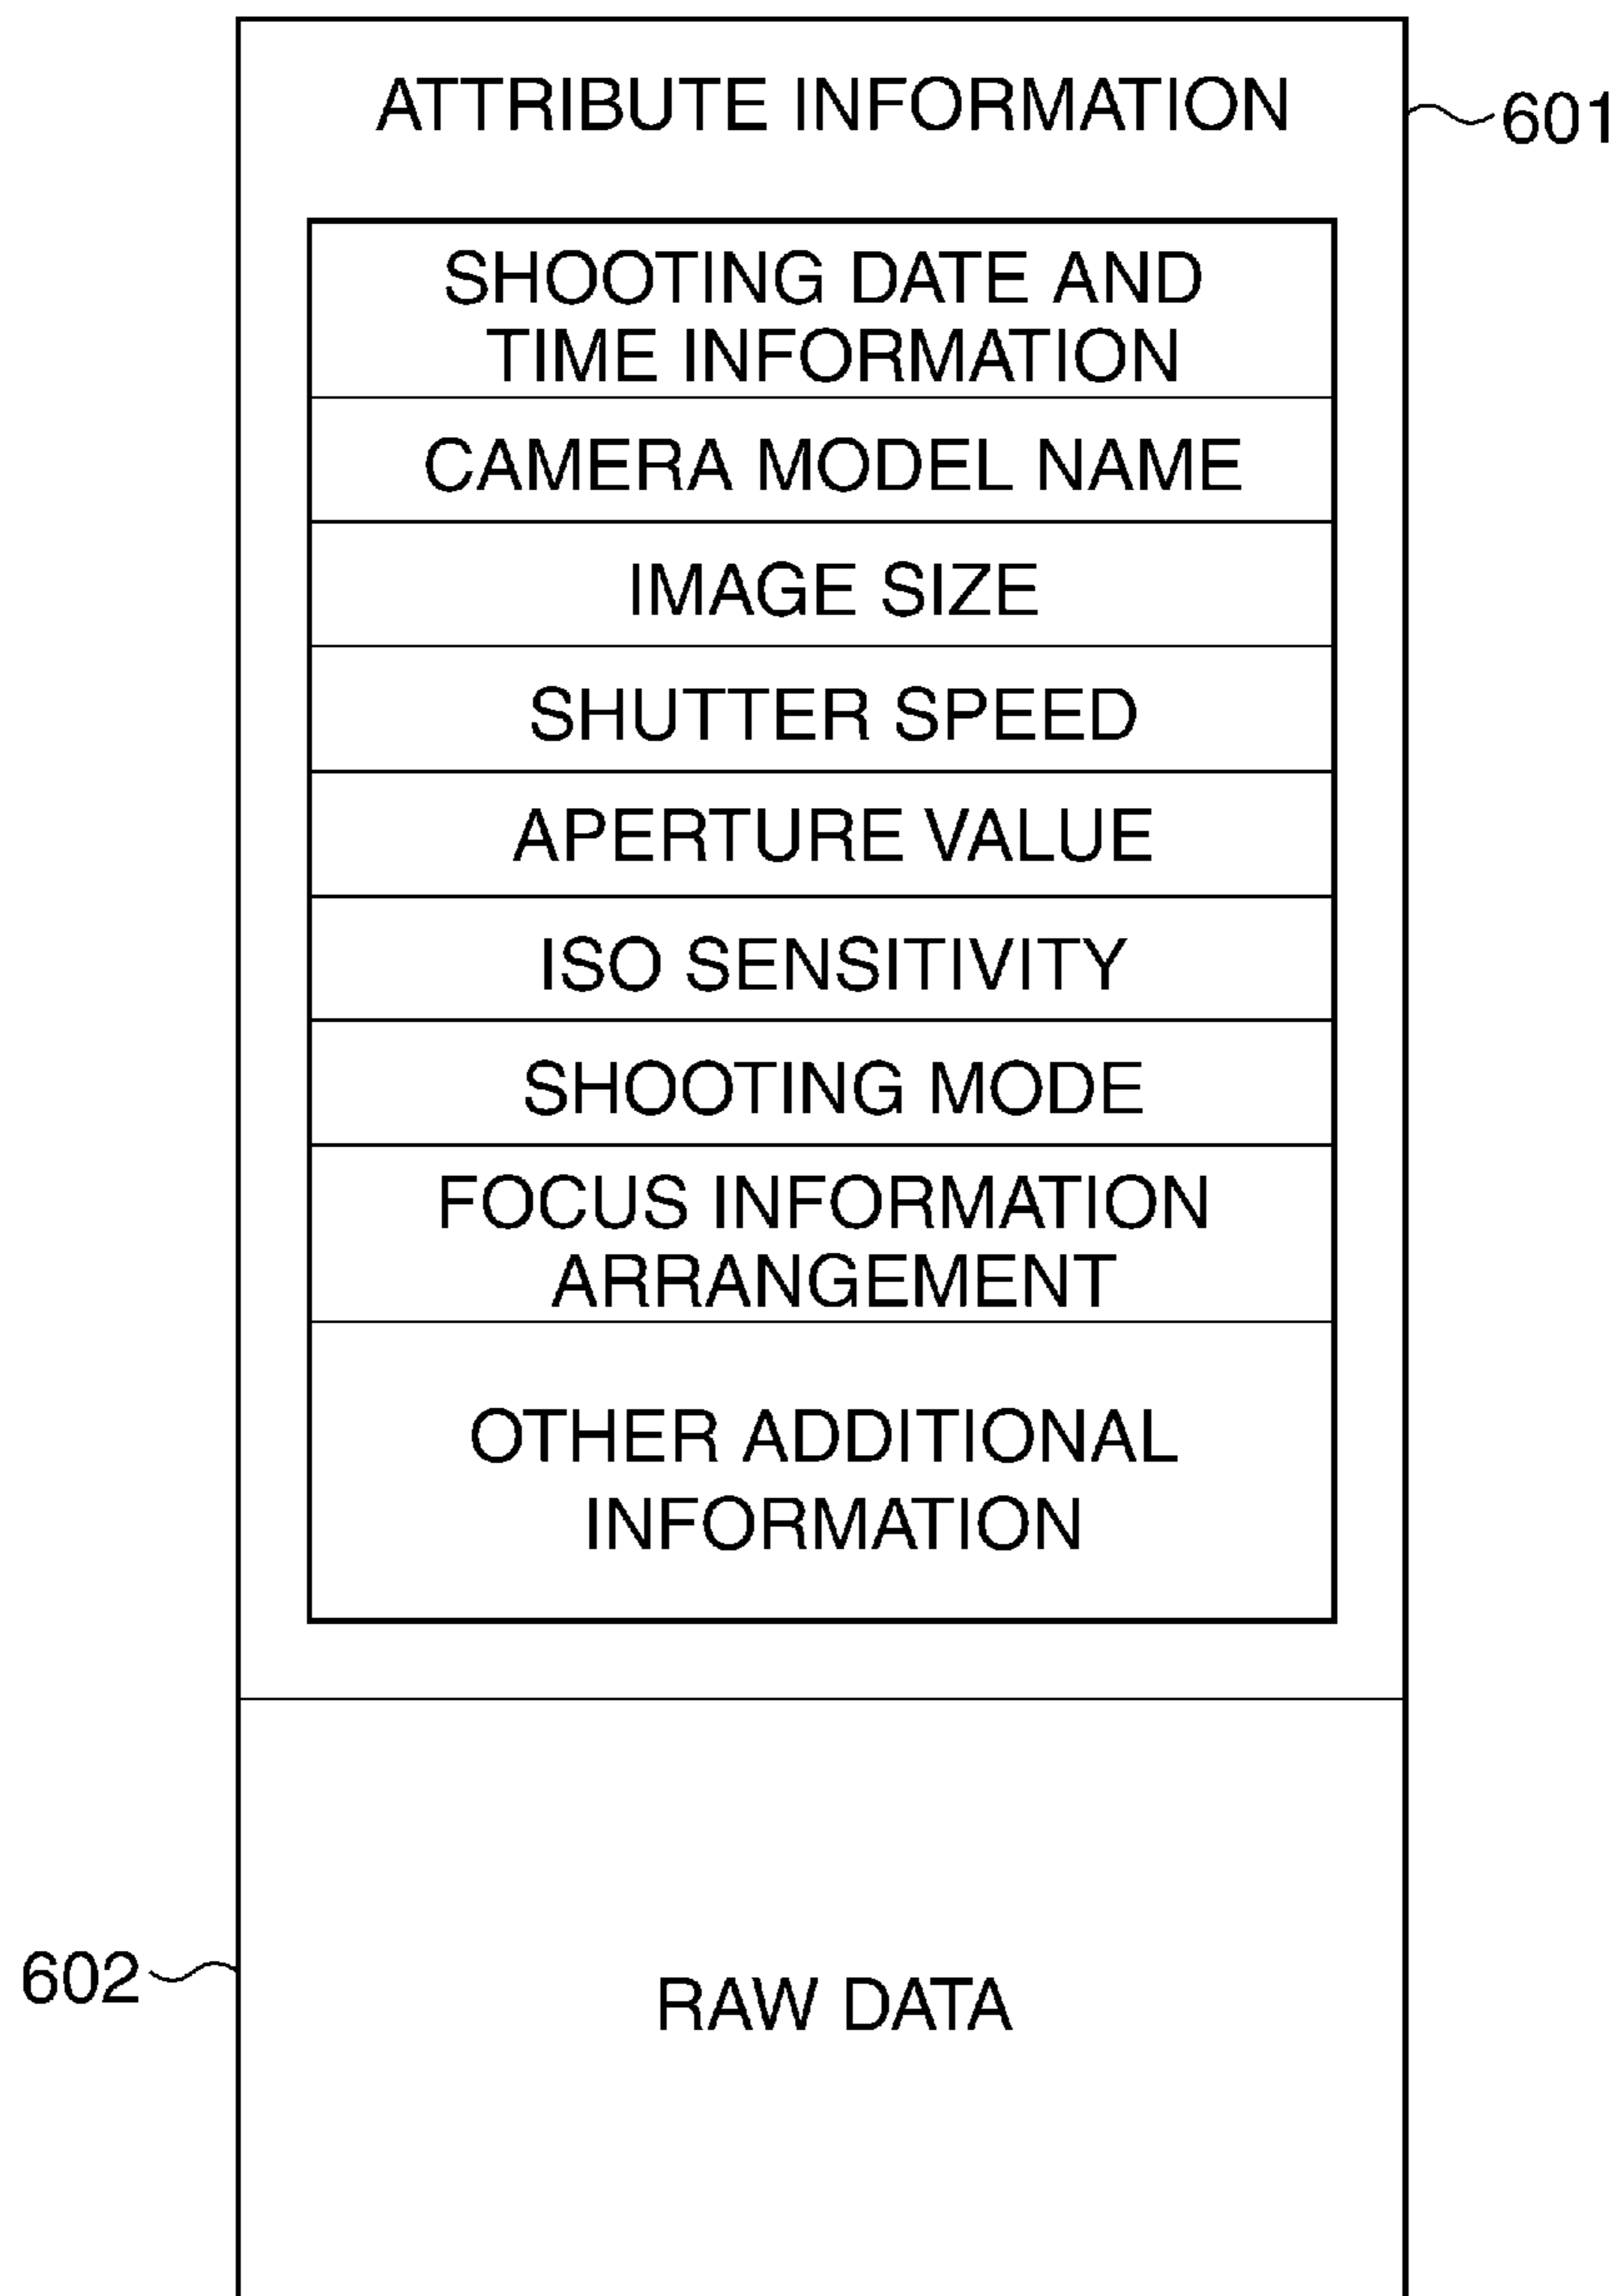 ATTRIBUTE INFORMATION
601
SHOOTING DATE AND
TIME INFORMATION
CAMERA MODEL NAME
IMAGE SIZE
SHUTTER SPEED
APERTURE VALUE
ISO SENSITIVITY
SHOOTING MODE
FOCUS INFORMATION
ARRANGEMENT
OTHER ADDITIONAL
INFORMATION
602
RAW DATA